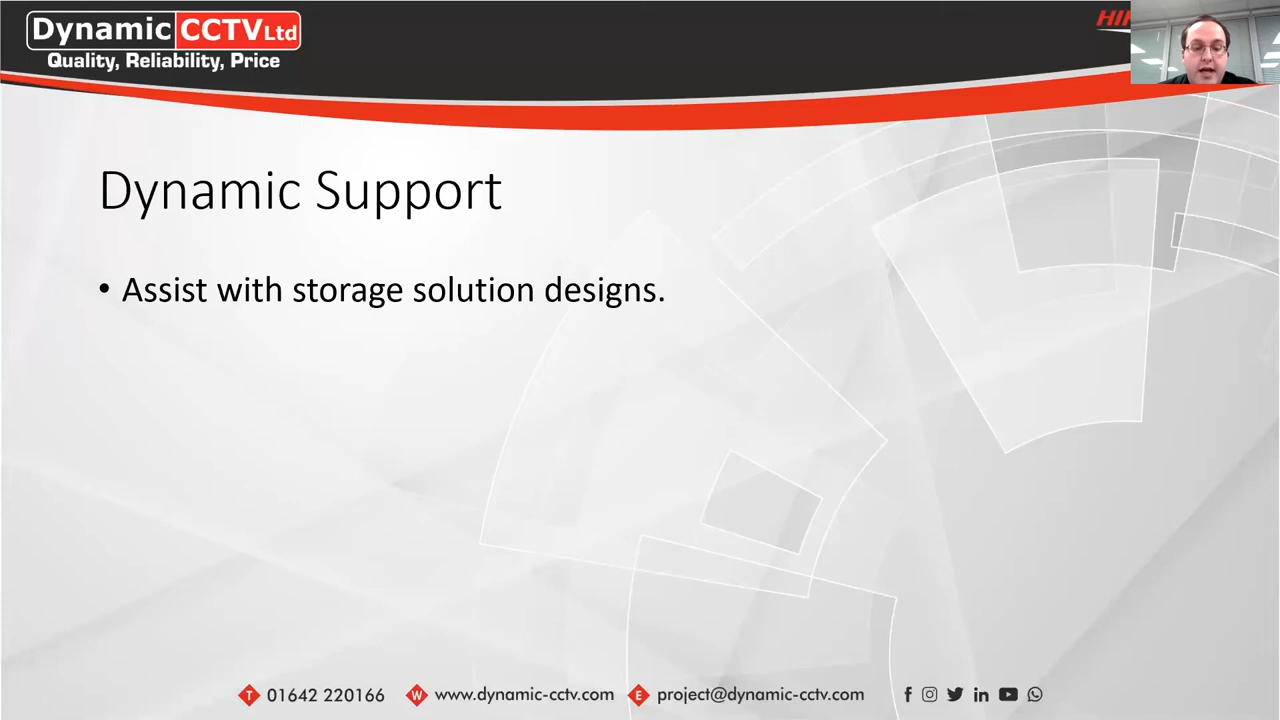 Dynamic CCTV Ltd
Quality, Reliability, Price
Dynamic Support
• Assist with storage solution designs.
T 01642 220166 W www.dynamic-cctv.com E project@dynamic-cctv.com